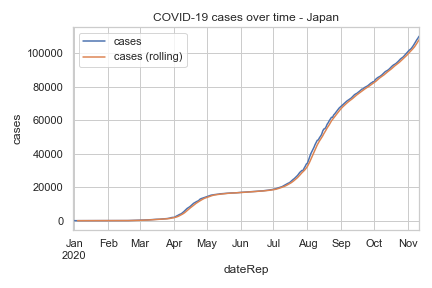 COVID-19 cases over time - Japan
cases
cases (rolling)
100000
80000
60000
40000
20000
0
cases
Jan Feb Mar Apr May Jun Jul Aug Sep Oct Nov
2020
dateRep